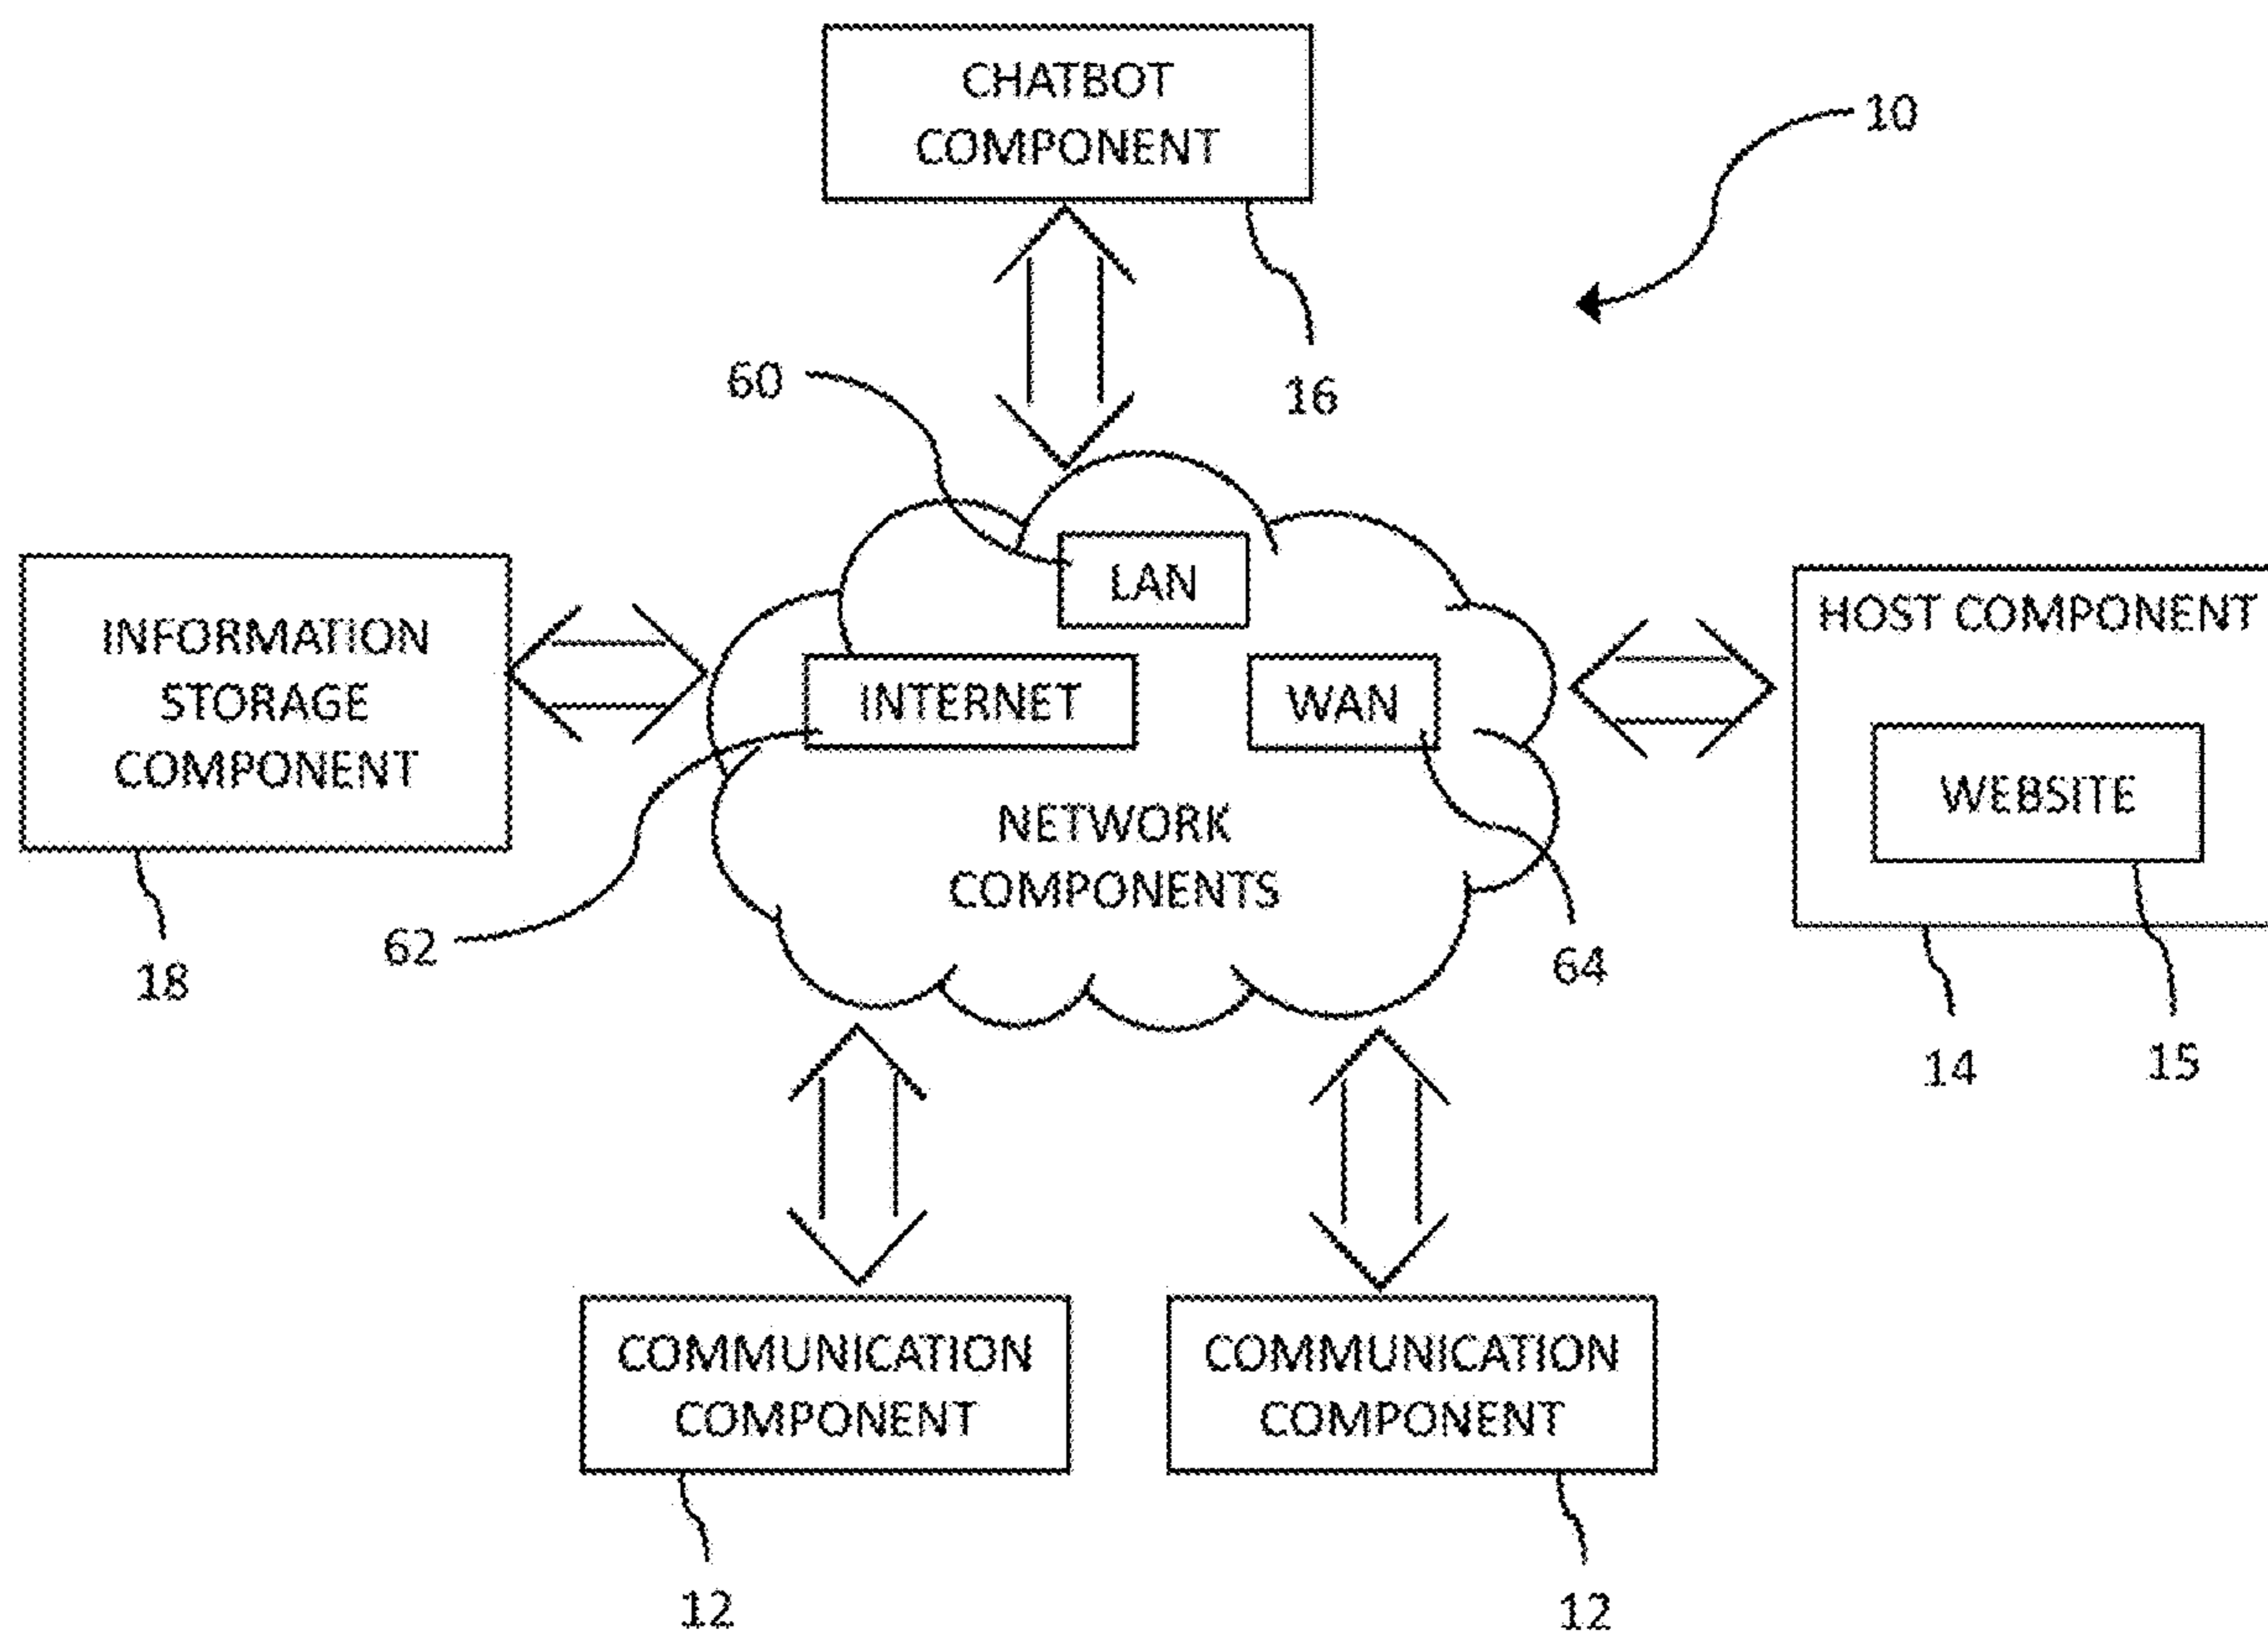 CHATBOT
COMPONENT
10
16
60
LAN
INFORMATION
STORAGE
COMPONENT
INTERNET
WAN
HOST COMPONENT
WEBSITE
NETWORK
COMPONENTS
62
64
18
14
15
COMMUNICATION
COMPONENT
COMMUNICATION
COMPONENT
12
12